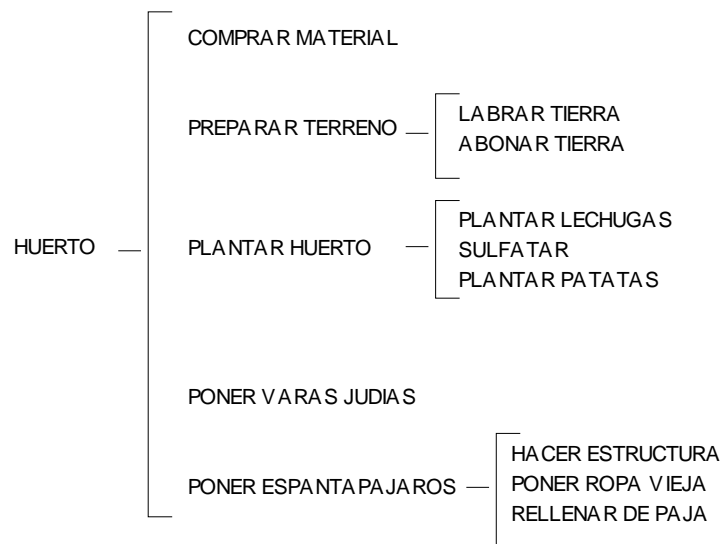 COMPRAR MATERIAL
PREPARAR TERRENO
LABRAR TIERRA
ABONAR TIERRA
HUERTO
PLANTAR HUERTO
PLANTAR LECHUGAS
SULFATAR
PLANTAR PATATAS
PONER VARAS JUDIAS
PONER ESPANTAPAJAROS
HACER ESTRUCTURA
PONER ROPA VIEJA
RELLENAR DE PAJA